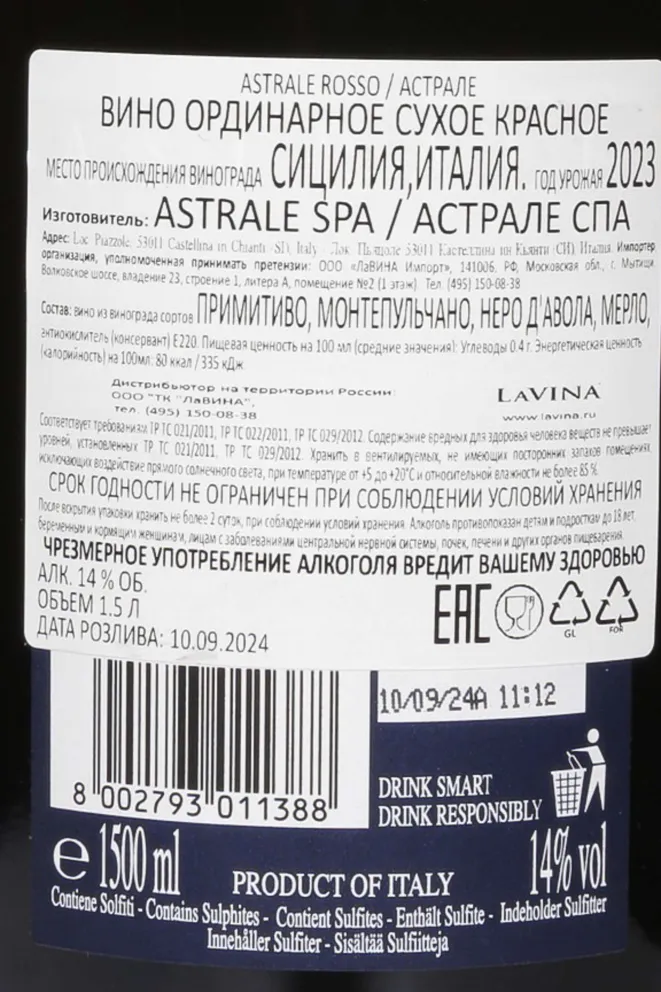 ASTRALE ROSSO / АСТРАЛЕ
ВИНО ОРДИНАРНОЕ СУХОЕ КРАСНОЕ
МЕСТО ПРОИСХОЖДЕНИЯ ВИНОГРАДА СИЦИЛИЯ,ИТАЛИЯ. ГОД УРОЖАЯ 2023
Изготовитель: ASTRALE SPA / АСТРАЛЕ СПА
Адрес: Loc. Piazzole, 53011 Castellina in Chianti (SI), Italy - Лок. Пьяццоле 53011 Кастеллина ин Кьянти (СИ), Италия. Импортер
организация, уполномоченная принимать претензии: ООО «ЛаВИНА Импорт», 141006, РФ, Московская обл., г. Мытищи,
Волковское шоссе, владение 23, строение 1, литера А, помещение №2 (1 этаж). Тел. (495) 150-08-38
Состав: вино из винограда сортов ПРИМИТИВО, МОНТЕПУЛЬЧАНО, НЕРО Д'АВОЛА, МЕРЛО,
антиокислитель (консервант) Е220. Пищевая ценность на 100 мл (средние значения): Углеводы 0.4 г. Энергетическая ценность
(калорийность) на 100мл: 80 ккал / 335 кДж
Дистрибьютор на территории России:
ООО "ТК "ЛаВИНА",
тел. (495) 150-08-38
LAVINA
www.lavina.ru
Соответствует требованиям ТР ТС 021/2011, ТР ТС 022/2011, ТР ТС 029/2012. Содержание вредных для здоровья человека веществ не превышает
уровней, установленных ТР ТС 021/2011, ТР ТС 029/2012. Хранить в вентилируемых, не имеющих посторонних запахов помещениях,
исключающих воздействие прямого солнечного света, при температуре от +5 до +20°С и относительной влажности не более 85 %.
СРОК ГОДНОСТИ НЕ ОГРАНИЧЕН ПРИ СОБЛЮДЕНИИ УСЛОВИЙ ХРАНЕНИЯ
После вскрытия упаковки хранить не более 2 суток, при соблюдении условий хранения. Алкоголь противопоказан детям и подросткам до 18 лет,
беременным и кормящим женщинам, лицам с заболеваниями центральной нервной системы, почек, печени и других органов пищеварения.
ЧРЕЗМЕРНОЕ УПОТРЕБЛЕНИЕ АЛКОГОЛЯ ВРЕДИТ ВАШЕМУ ЗДОРОВЬЮ
АЛК. 14 % ОБ.
ОБЪЕМ 1.5 Л
ДАТА РОЗЛИВА: 10.09.2024
EAC
GL
FOR
10/09/24A 11:12
8 002793 011388
DRINK SMART
DRINK RESPONSIBLY
e 1500 ml
PRODUCT OF ITALY
14% vol
Contiene Solfiti - Contains Sulphites - Contient Sulfites - Enthält Sulfite - Indeholder Sulfitter
Innehåller Sulfiter - Sisältää Sulfiitteja